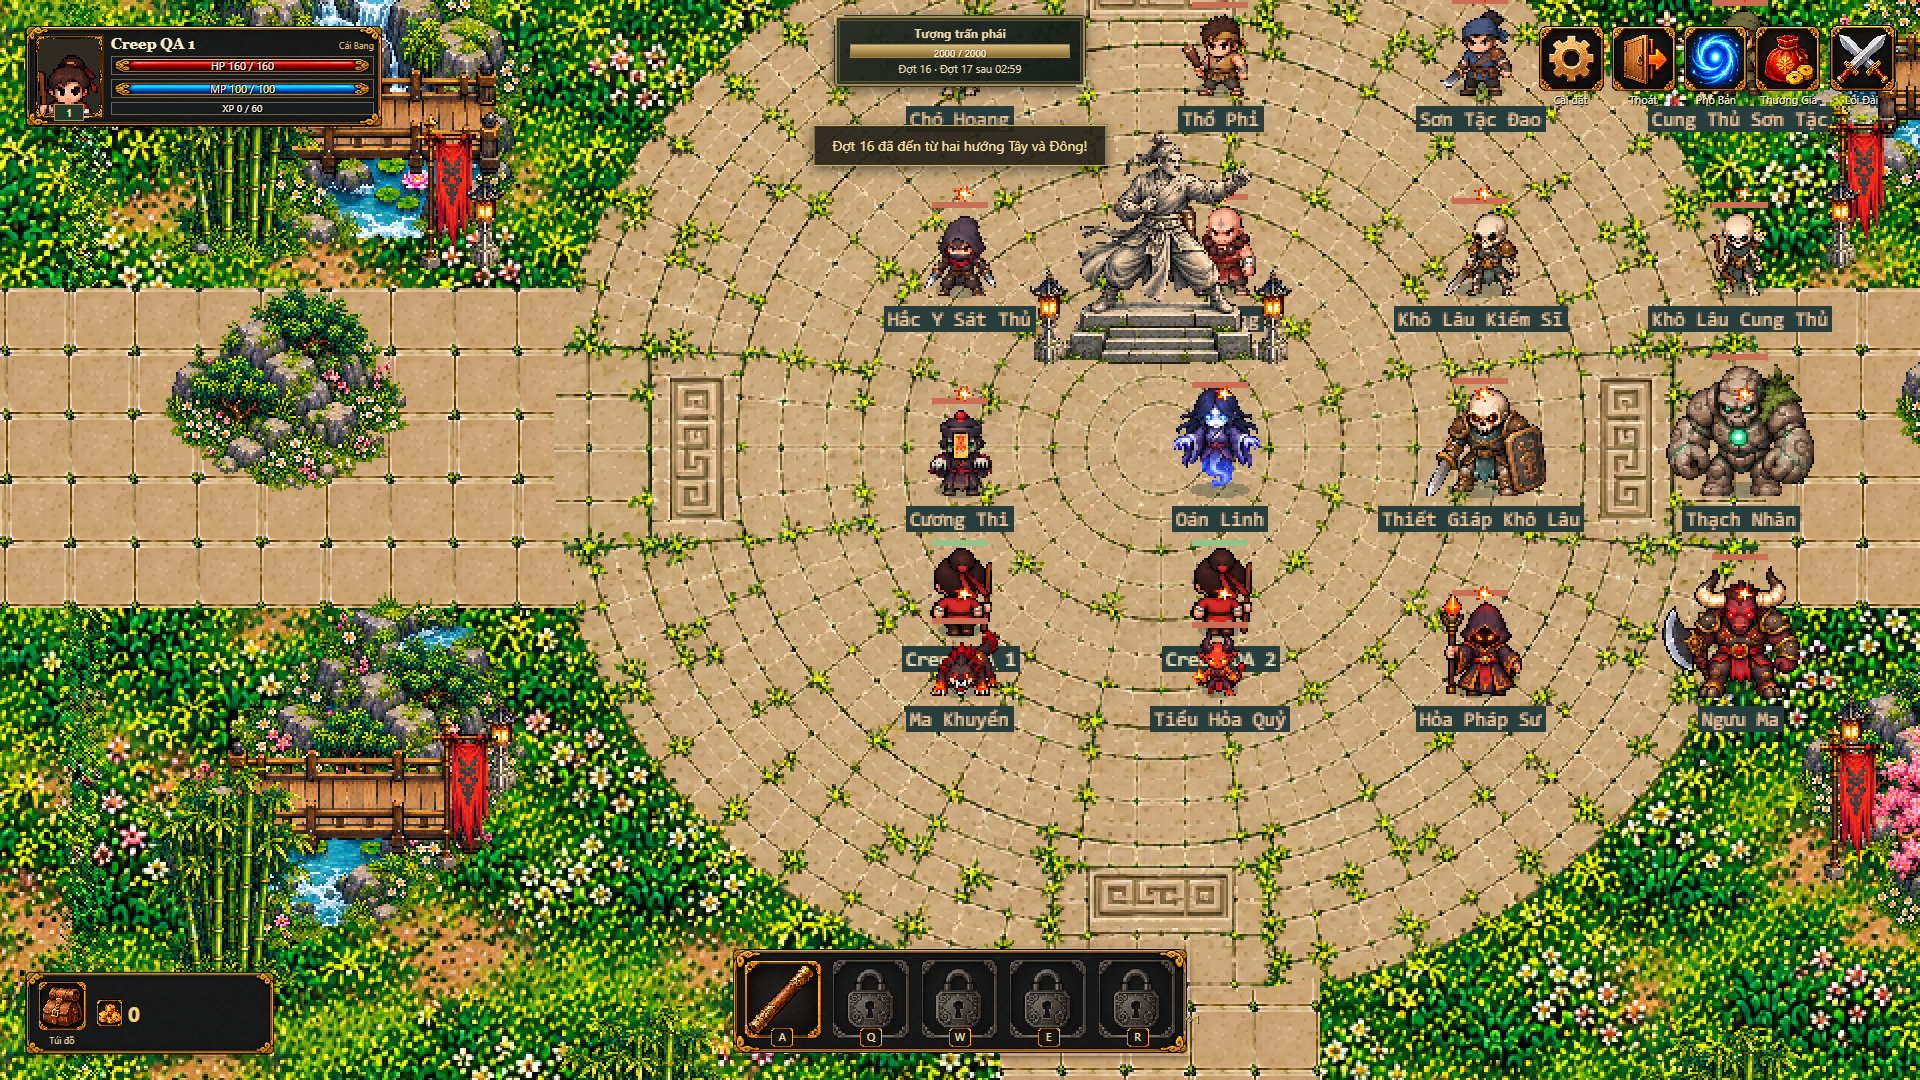 Creep QA 1
Cái Bang
HP 160 / 160
MP 100 / 100
XP 0 / 60
1
Tượng trấn phái
2000 / 2000
Đợt 16 · Đợt 17 sau 02:59
Đợt 16 đã đến từ hai hướng Tây và Đông!
Cài đặt
Thoát
Phó Bản
Thương Gia
Lôi Đài
Chó Hoang
Thổ Phỉ
Sơn Tặc Đao
Cung Thủ Sơn Tặc
Hắc Y Sát Thủ
Khô Lâu Kiếm Sĩ
Khô Lâu Cung Thủ
Cương Thi
Oán Linh
Thiết Giáp Khô Lâu
Thạch Nhân
Creep QA 1
Creep QA 2
Ma Khuyển
Tiểu Hỏa Quỷ
Hỏa Pháp Sư
Ngưu Ma
Túi đồ
0
A
Q
W
E
R